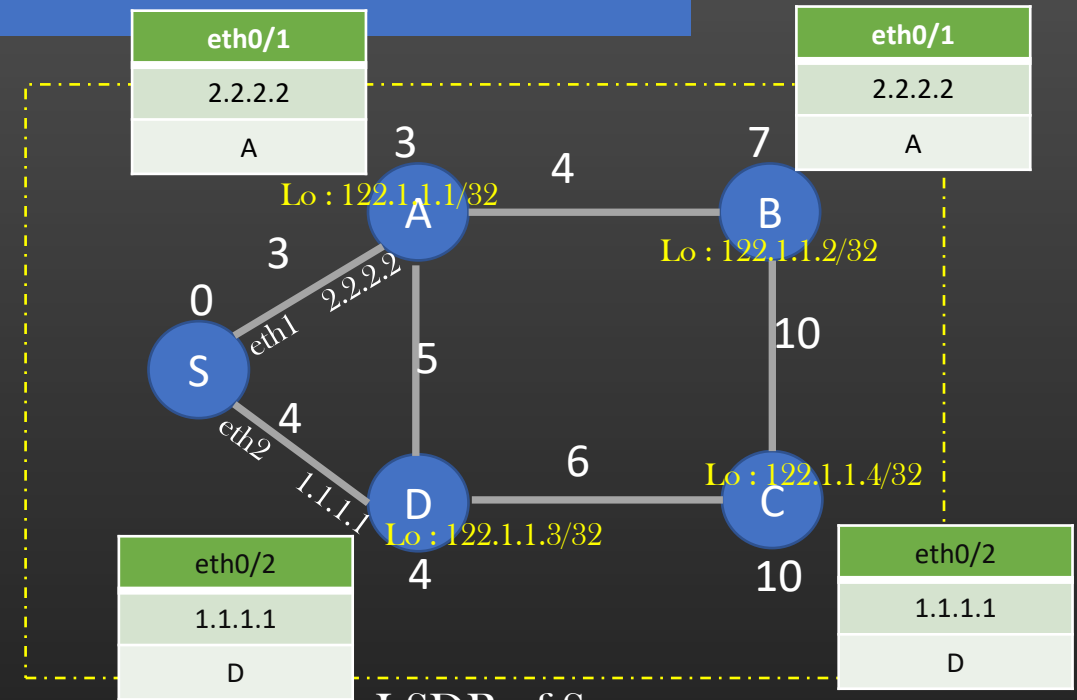 eth0/1
2.2.2.2
A
eth0/1
2.2.2.2
A
3
4
7
Lo : 122.1.1.1/32
A
B
Lo : 122.1.1.2/32
3
2.2.2.2
0
eth1
S
5
10
4
eth2
1.1.1.1
6
Lo : 122.1.1.4/32
D
C
Lo : 122.1.1.3/32
4
10
eth0/2
1.1.1.1
D
eth0/2
1.1.1.1
D
LSDB of S